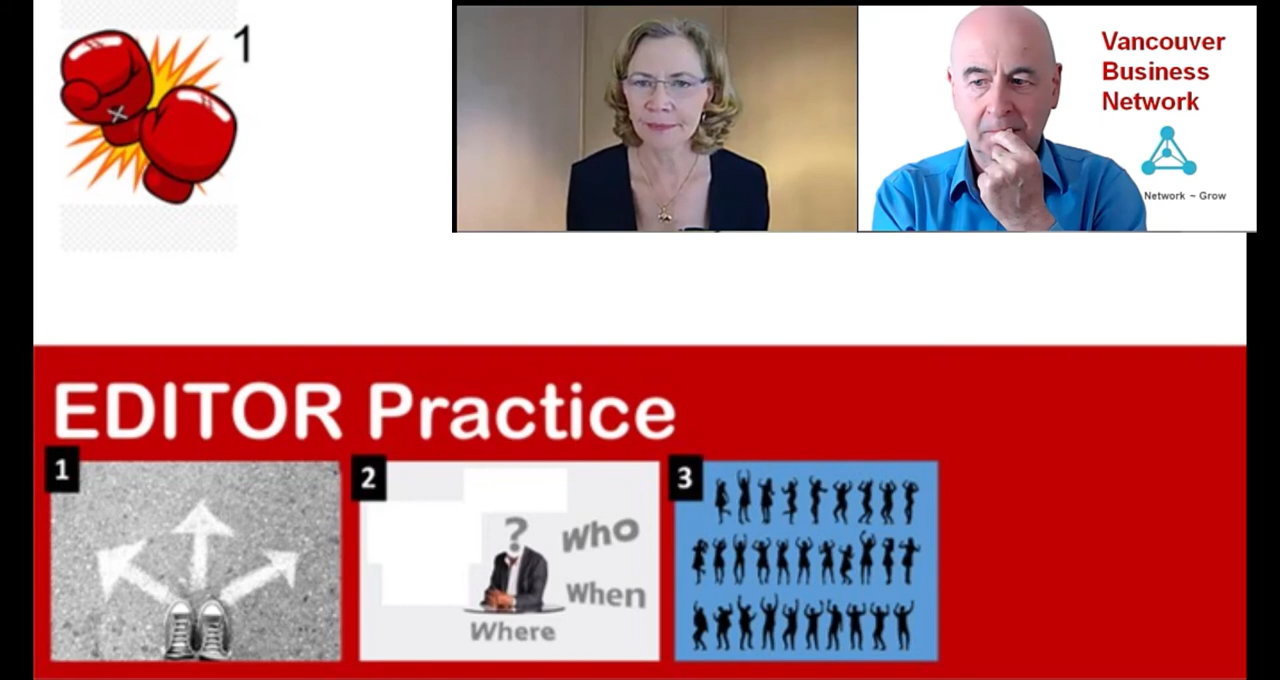 1
Vancouver
Business
Network
Network ~ Grow
EDITOR Practice
1
2
3
?
Who
When
Where